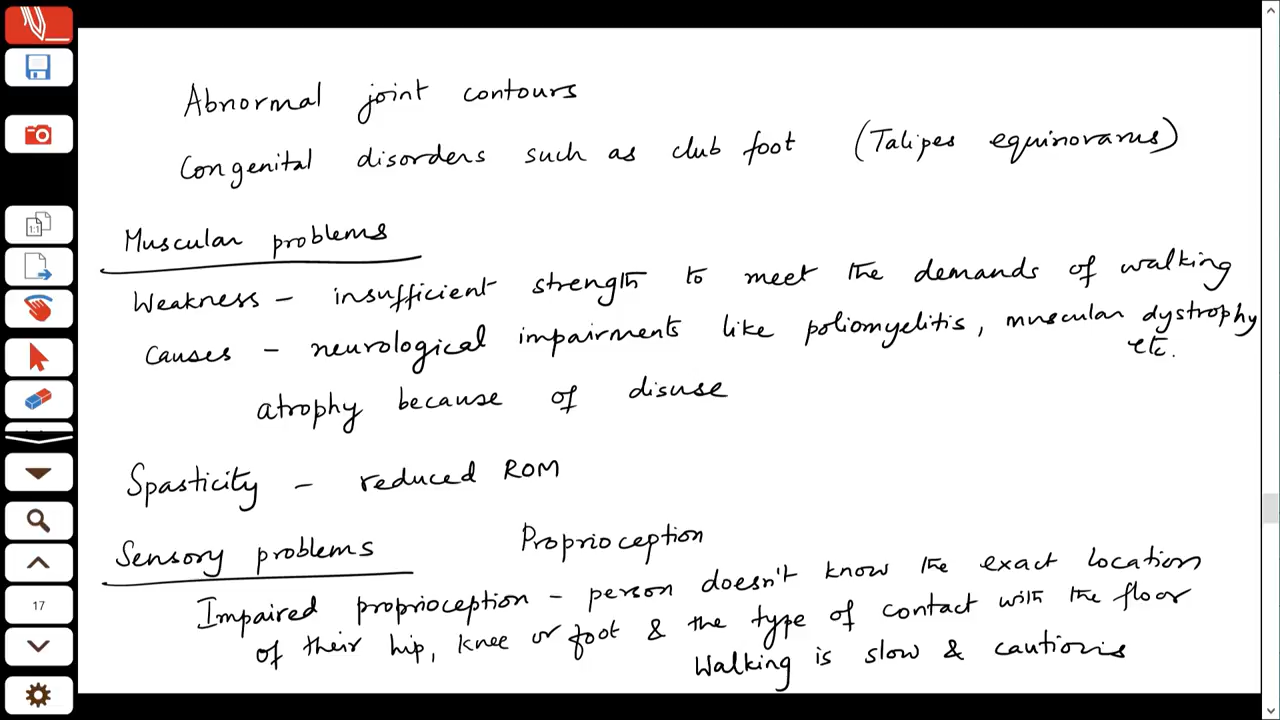 Abnormal joint contours
Congenital disorders such as club foot (Talipes equinovarus)
Muscular problems
Weakness - insufficient strength to meet the demands of walking
Causes - neurological impairments like poliomyelitis, muscular dystrophy
etc.
atrophy because of disuse
Spasticity - reduced ROM
Sensory problems Proprioception
Impaired proprioception - person doesn't know the exact location
of their hip, knee or foot & the type of contact with the floor
Walking is slow & cautious
1:1
17